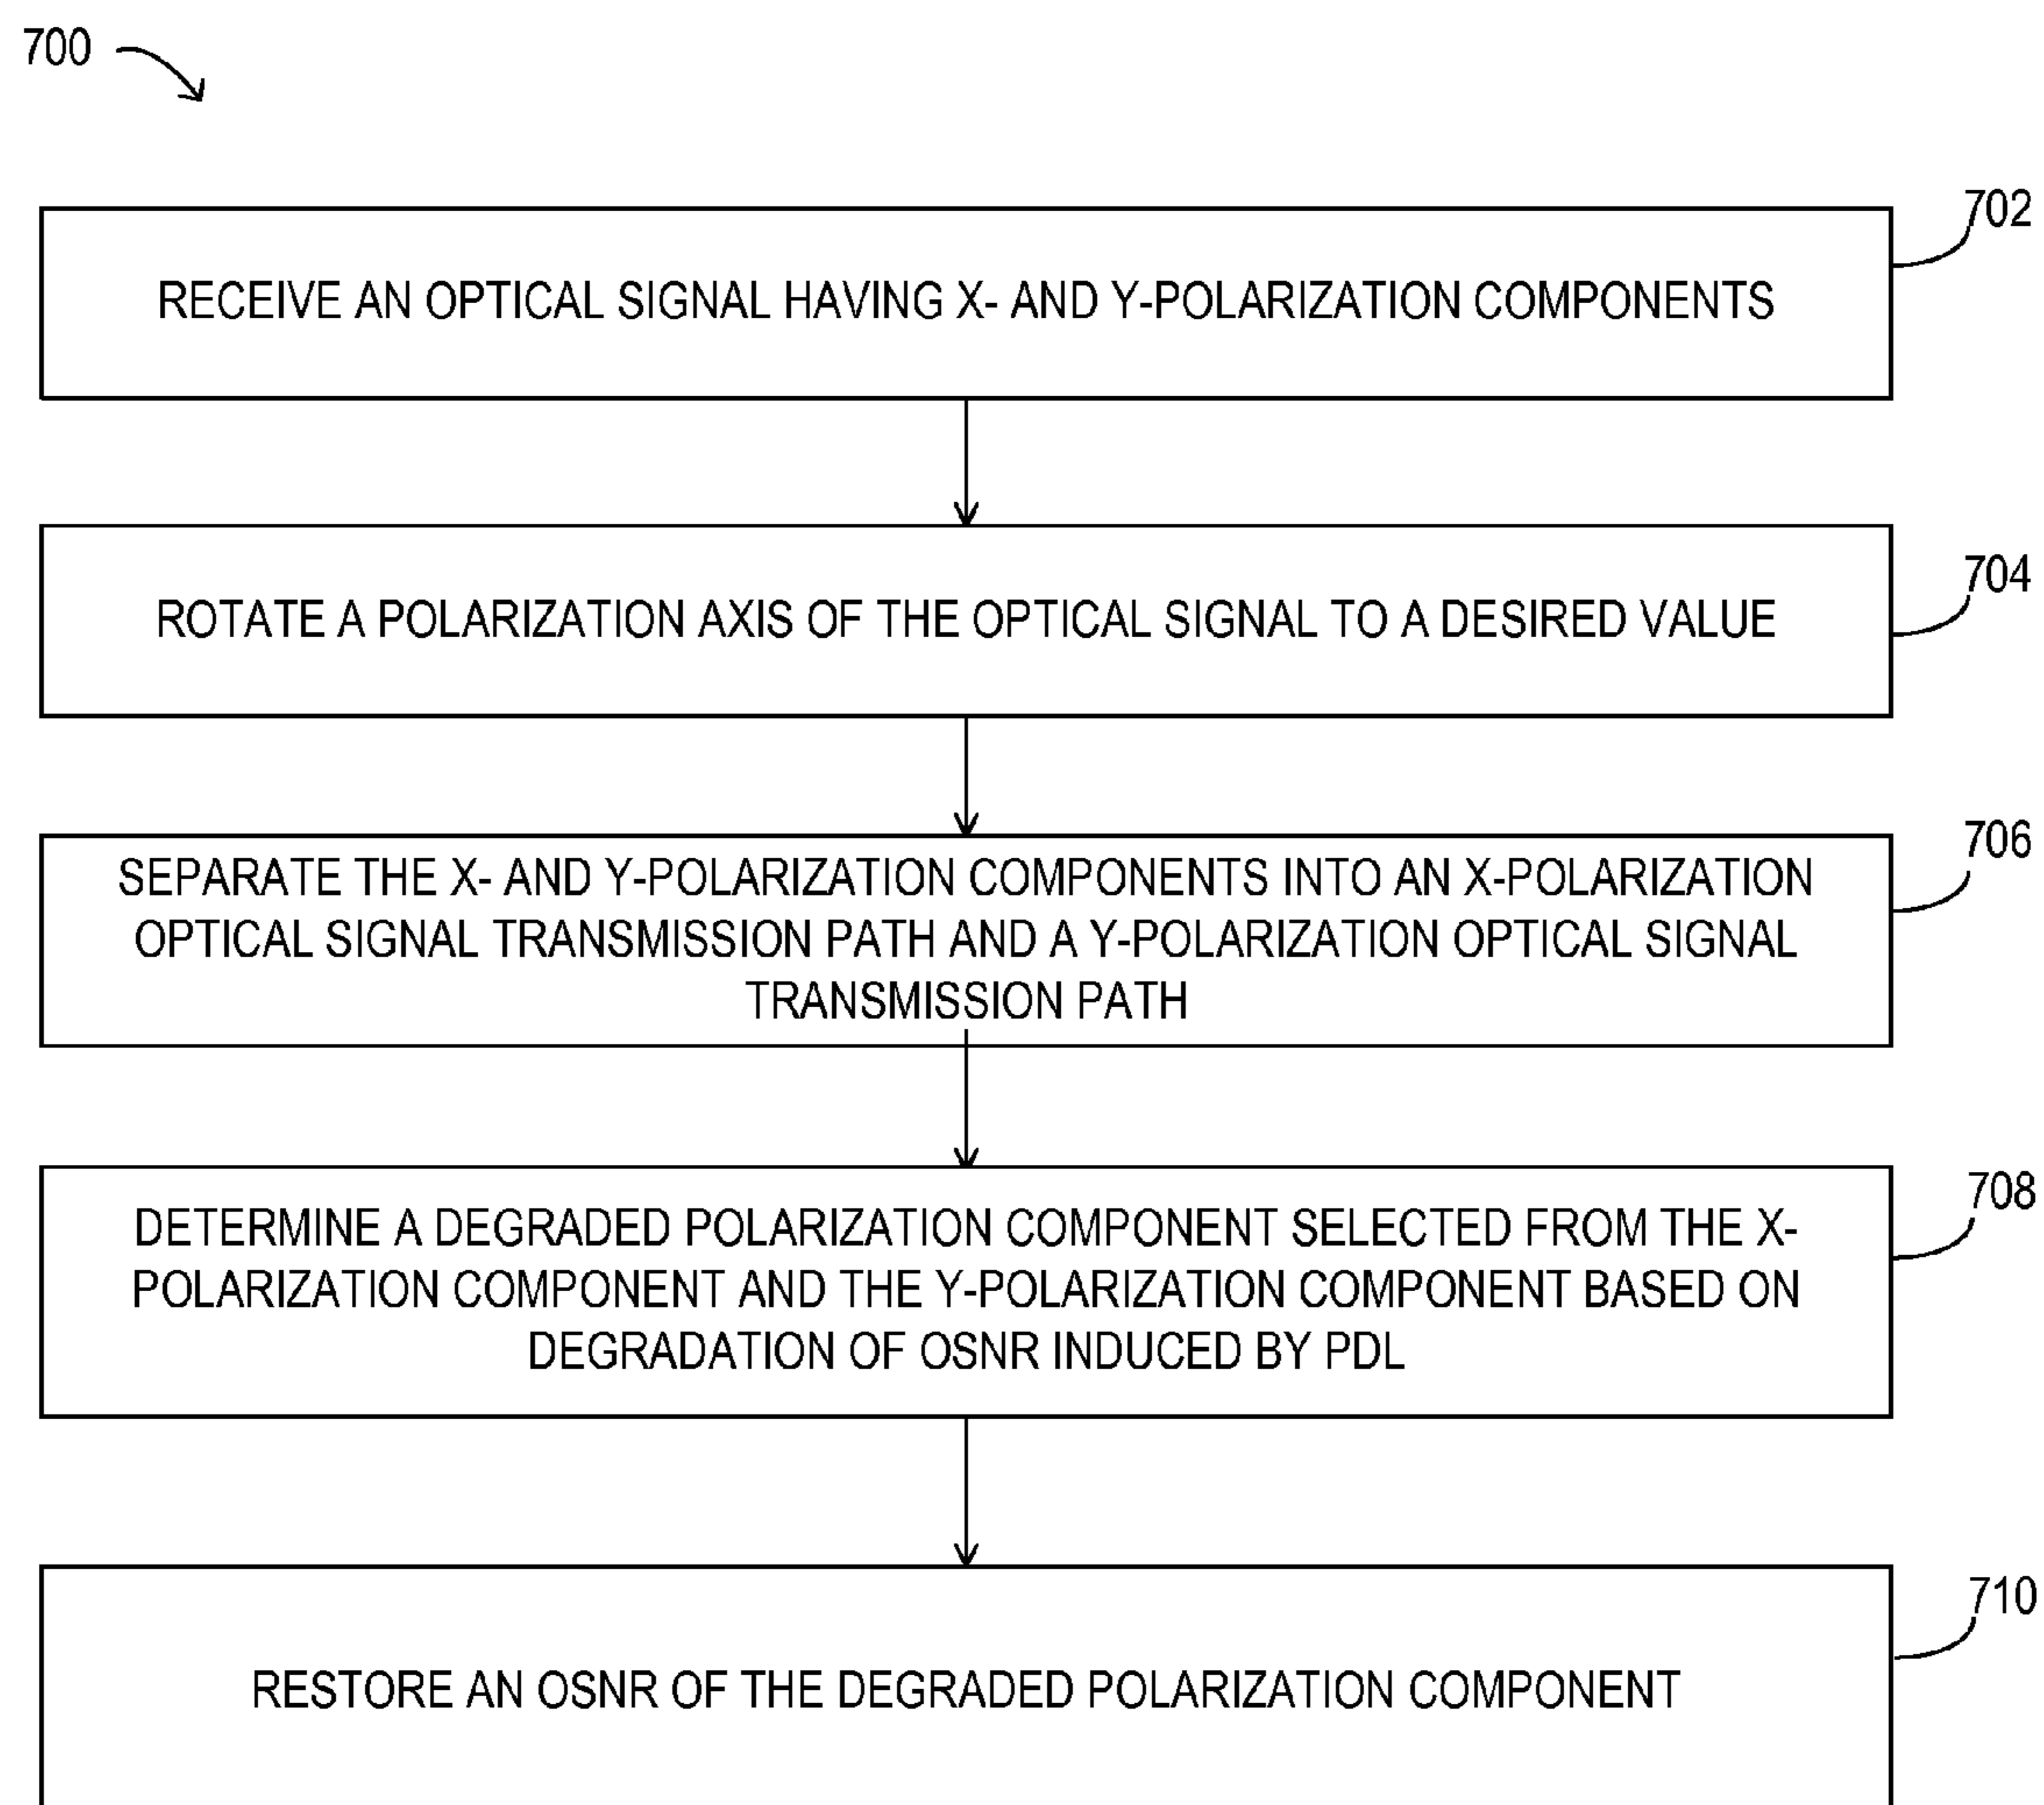 700
702
RECEIVE AN OPTICAL SIGNAL HAVING X- AND Y-POLARIZATION COMPONENTS
704
ROTATE A POLARIZATION AXIS OF THE OPTICAL SIGNAL TO A DESIRED VALUE
706
SEPARATE THE X- AND Y-POLARIZATION COMPONENTS INTO AN X-POLARIZATION
OPTICAL SIGNAL TRANSMISSION PATH AND A Y-POLARIZATION OPTICAL SIGNAL
TRANSMISSION PATH
708
DETERMINE A DEGRADED POLARIZATION COMPONENT SELECTED FROM THE X-
POLARIZATION COMPONENT AND THE Y-POLARIZATION COMPONENT BASED ON
DEGRADATION OF OSNR INDUCED BY PDL
710
RESTORE AN OSNR OF THE DEGRADED POLARIZATION COMPONENT